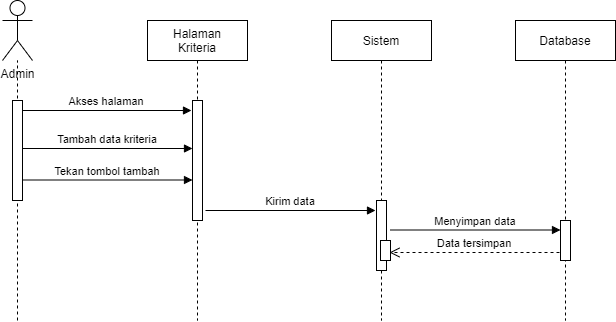 Halaman
Kriteria
Sistem
Database
Admin
Akses halaman
Tambah data kriteria
Tekan tombol tambah
Kirim data
Menyimpan data
Data tersimpan